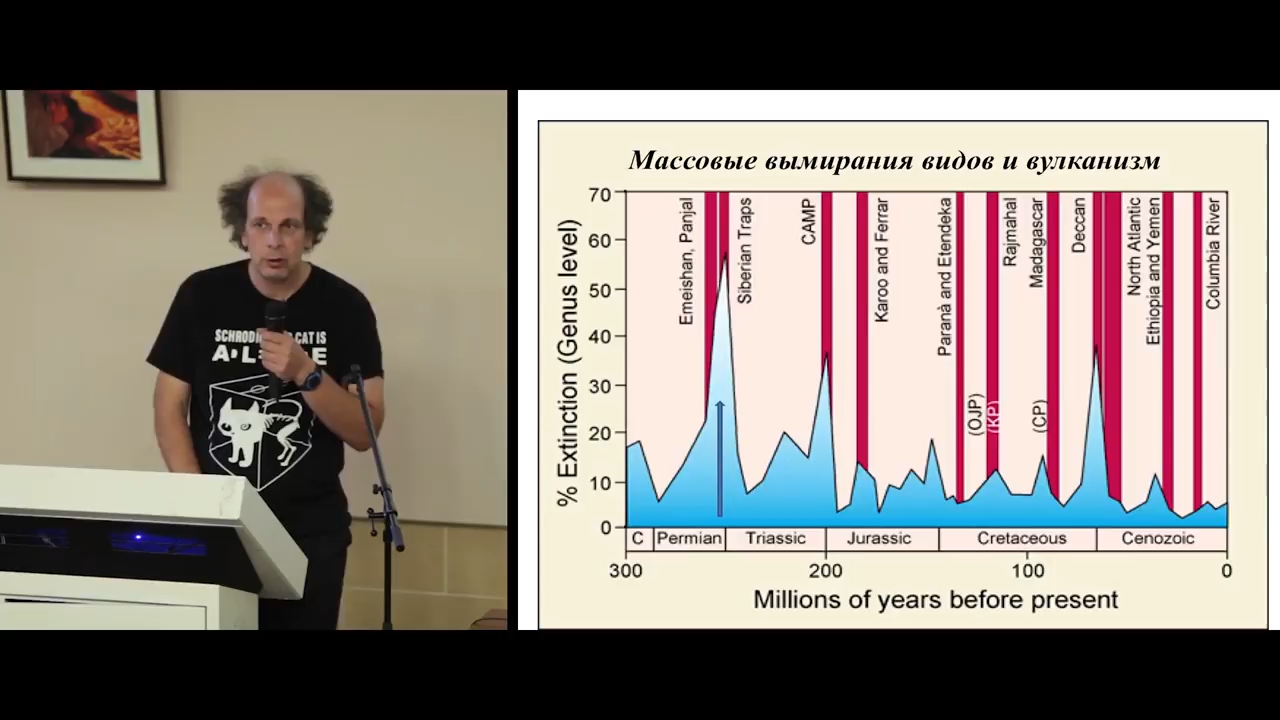 SCHRODI CAT IS
A L E
Массовые вымирания видов и вулканизм
% Extinction (Genus level)
70
60
50
40
30
20
10
0
Emeishan, Panjal
Siberian Traps
CAMP
Karoo and Ferrar
Paranà and Etendeka
(OJP)
(KP)
Rajmahal
Madagascar
(CP)
Deccan
North Atlantic
Ethiopia and Yemen
Columbia River
C Permian Triassic Jurassic Cretaceous Cenozoic
300 200 100 0
Millions of years before present